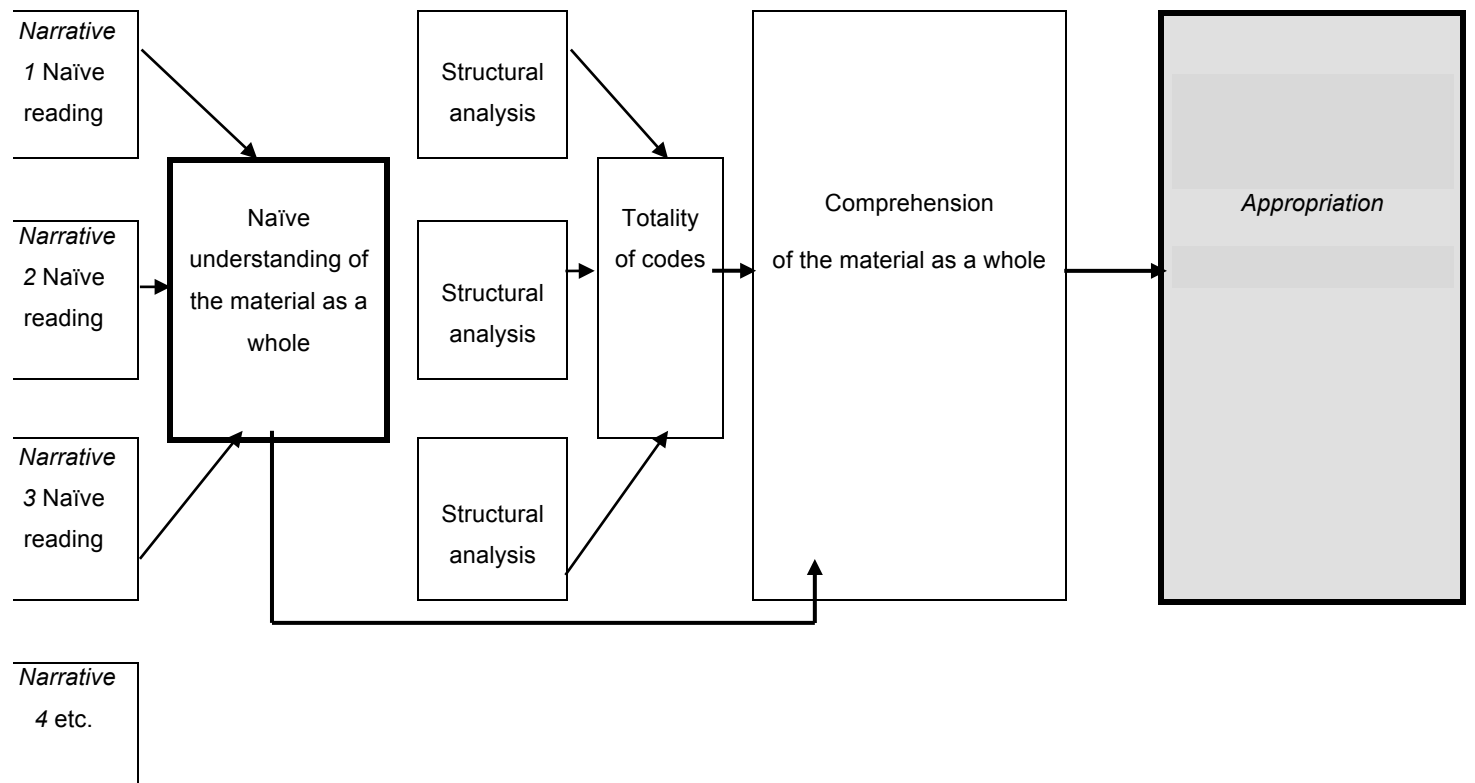 Narrative
1 Naïve
reading
Narrative
2 Naïve
reading
Narrative
3 Naïve
reading
Narrative
4 etc.
Naïve
understanding of
the material as a
whole
Structural
analysis
Structural
analysis
Structural
analysis
Totality
of codes
Comprehension
of the material as a whole
Appropriation